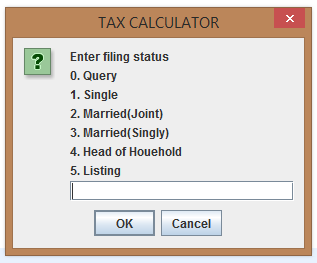 TAX CALCULATOR
Enter filing status
0. Query
1. Single
2. Married(Joint)
3. Married(Singly)
4. Head of Houehold
5. Listing
OK Cancel